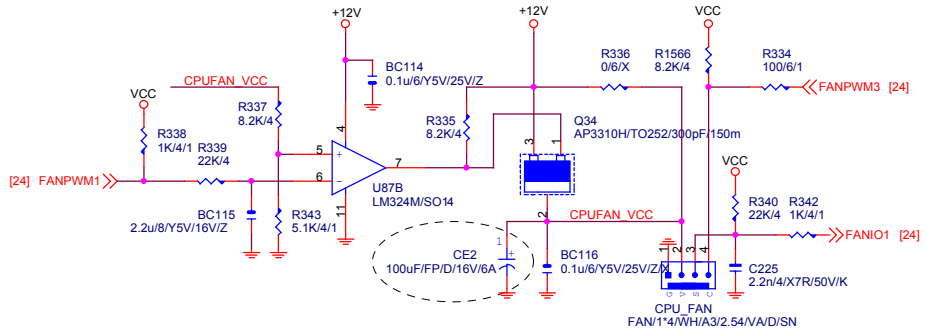 +12V
+12V
VCC
BC114
0.1u/6/Y5V/25V/Z
R336
0/6/X
R1566
8.2K/4
R334
100/6/1
FANPWM3 [24]
CPUFAN_VCC
VCC
R337
8.2K/4
R335
8.2K/4
Q34
AP3310H/TO252/300pF/150m
R338
1K/4/1
R339
22K/4
4
3
1
5
+
7
6
-
[24] FANPWM1
U87B
LM324M/SO14
VCC
11
BC115
2.2u/8/Y5V/16V/Z
R343
5.1K/4/1
2
CPUFAN_VCC
R340
22K/4
R342
1K/4/1
FANIO1 [24]
1
+
CE2
100uF/FP/D/16V/6A
BC116
0.1u/6/Y5V/25V/Z/X
1
2
3
4
G
V
S
C
C225
2.2n/4/X7R/50V/K
CPU_FAN
FAN/1*4/WH/A3/2.54/VA/D/SN